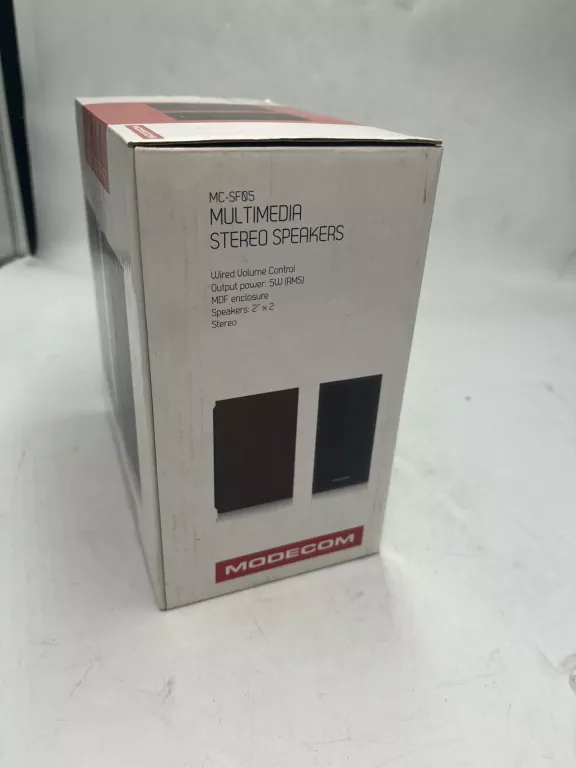 MODECOM
MC-SF05
MULTIMEDIA
STEREO SPEAKERS
Wired Volume Control
Output power: 5W (RMS)
MDF enclosure
Speakers: 2" x 2
Stereo
MODECOM